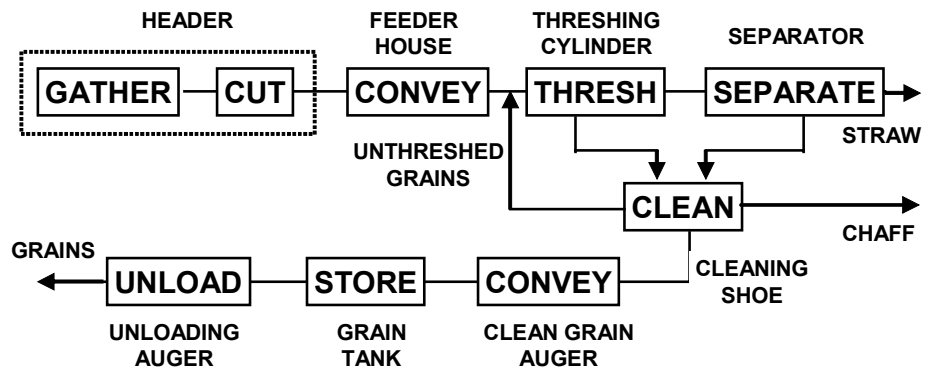 HEADER
FEEDER
HOUSE
THRESHING
CYLINDER
SEPARATOR
GATHER
CUT
CONVEY
THRESH
SEPARATE
STRAW
UNTHRESHED
GRAINS
CLEAN
CHAFF
GRAINS
UNLOAD
STORE
CONVEY
CLEANING
SHOE
UNLOADING
AUGER
GRAIN
TANK
CLEAN GRAIN
AUGER